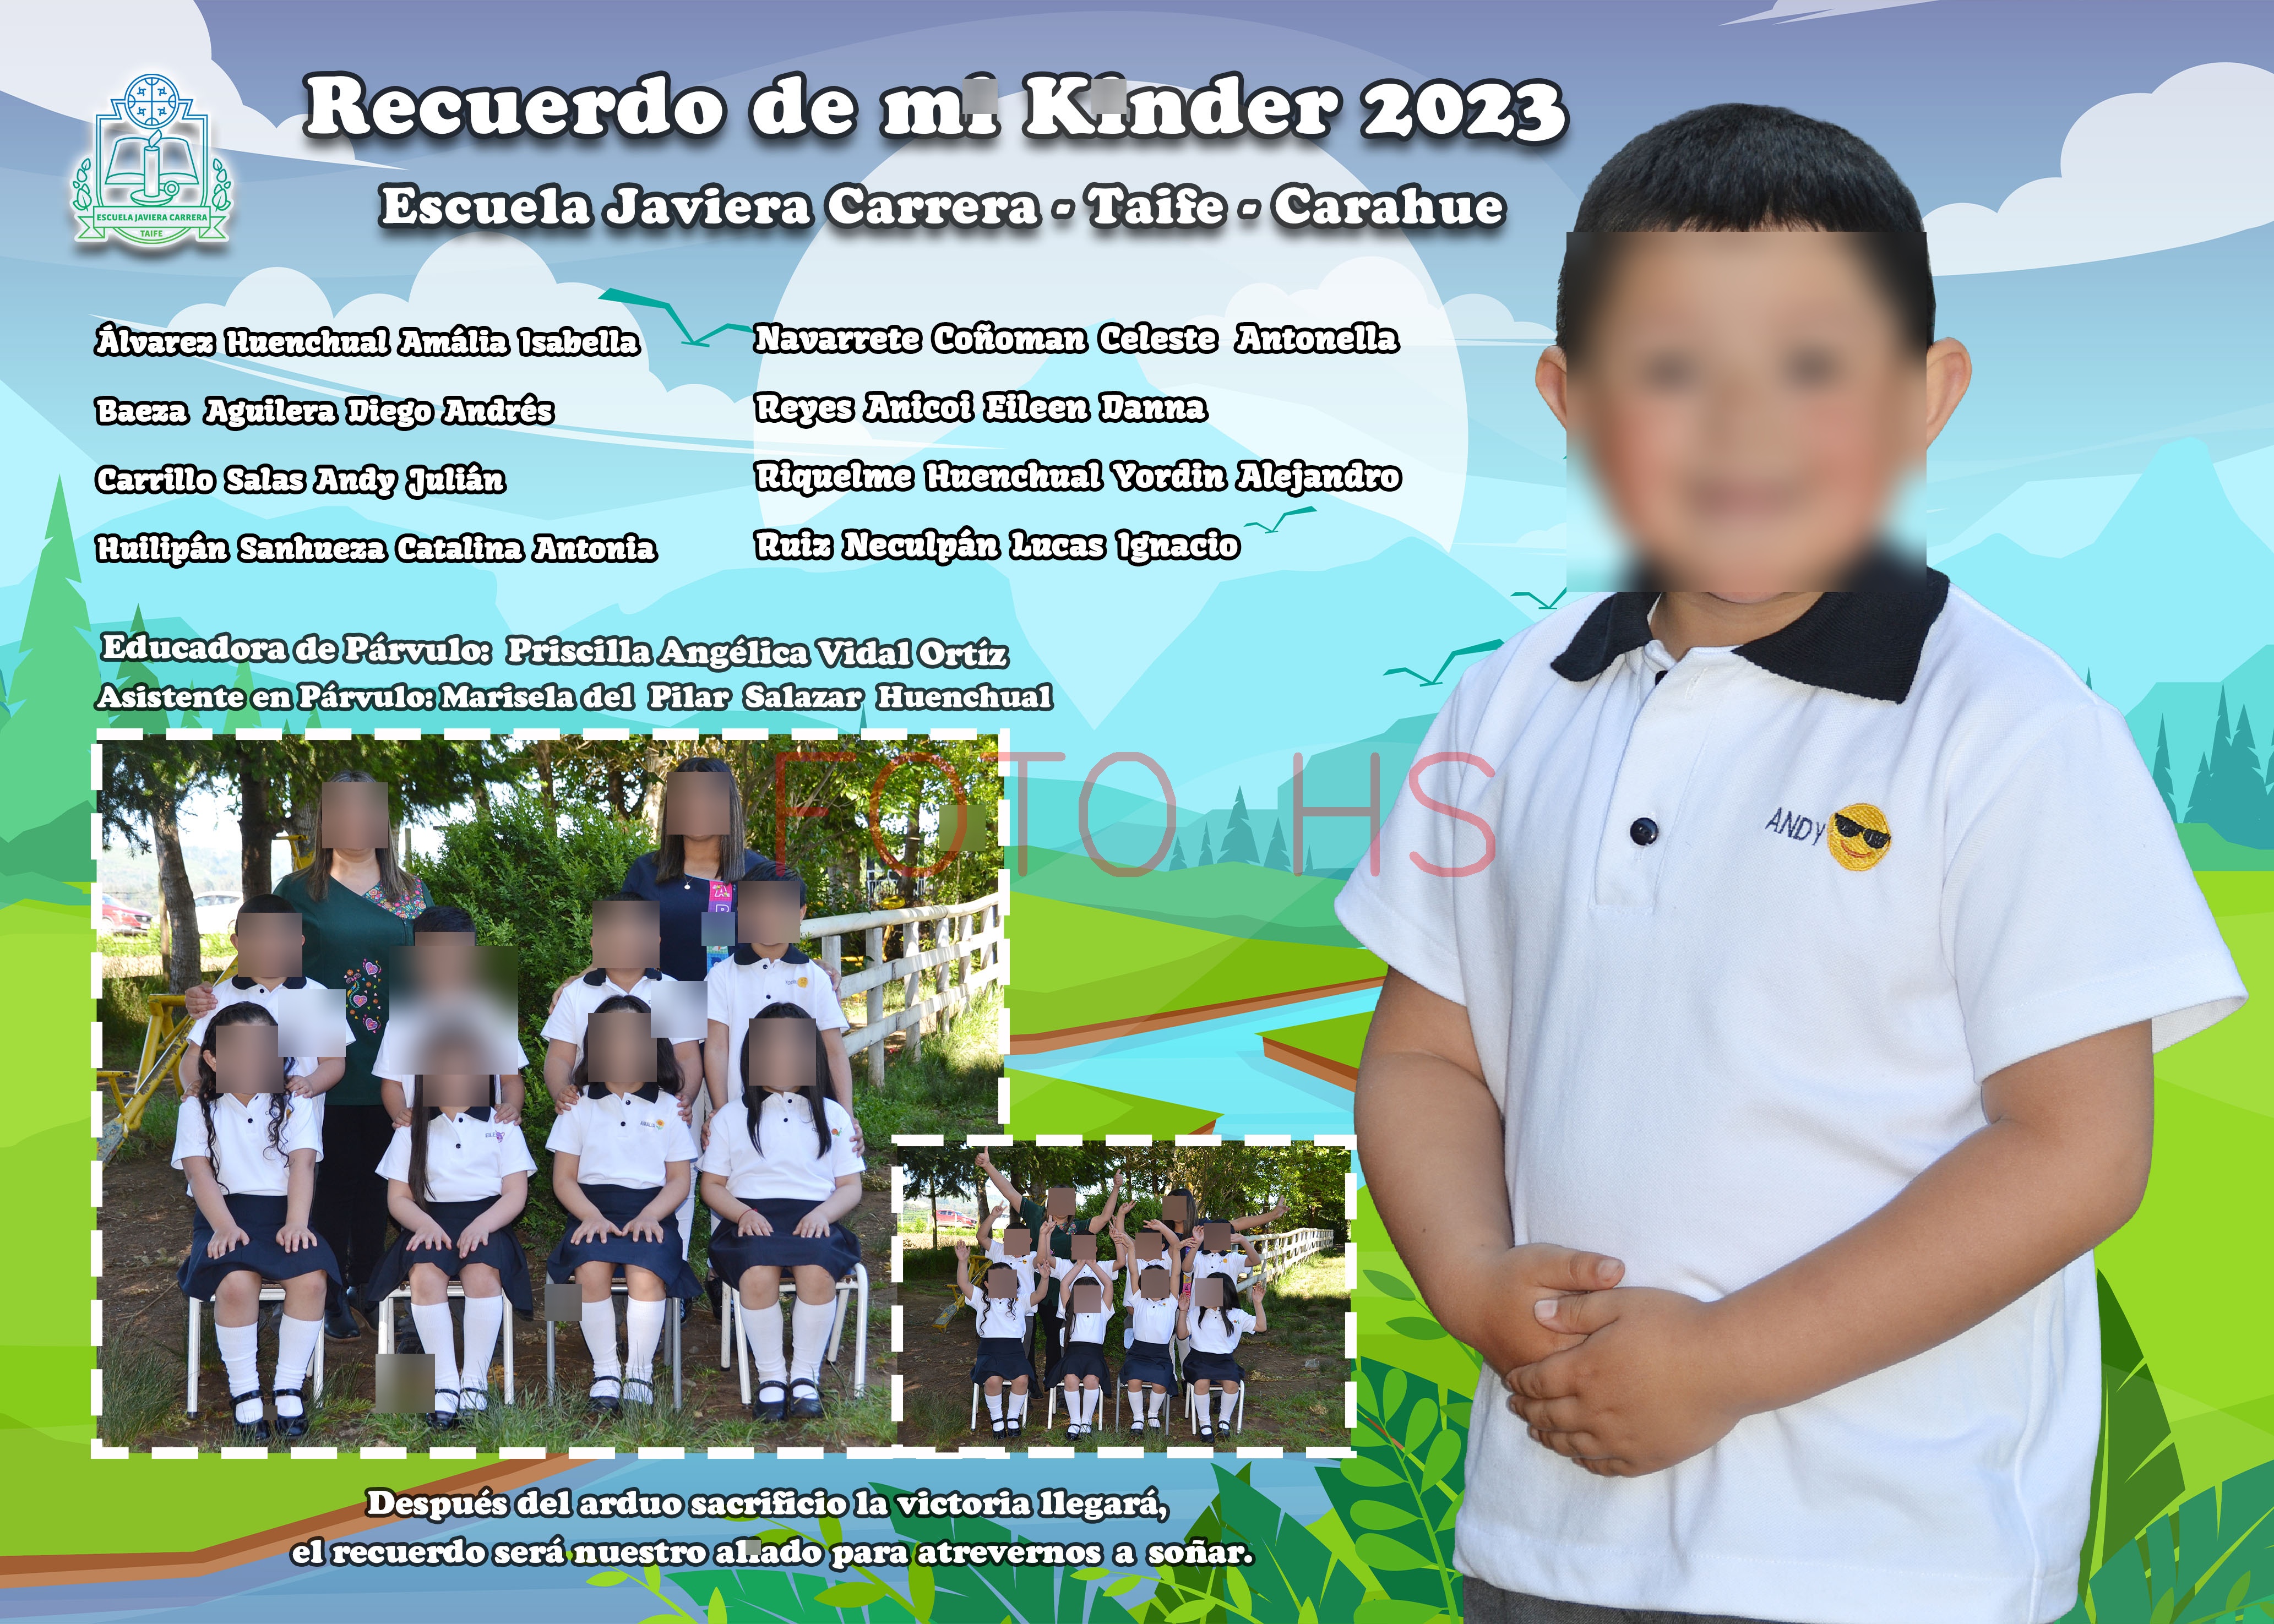 Recuerdo de mi Kinder 2023
Escuela Javiera Carrera - Taife - Carahue
ESCUELA JAVIERA CARRERA
TAIFE
Álvarez Huenchual Amália Isabella
Baeza Aguilera Diego Andrés
Carrillo Salas Andy Julián
Huilipán Sanhueza Catalina Antonia
Navarrete Coñoman Celeste Antonella
Reyes Anicoi Eileen Danna
Riquelme Huenchual Yordin Alejandro
Ruiz Neculpán Lucas Ignacio
Educadora de Párvulo: Priscilla Angélica Vidal Ortíz
Asistente en Párvulo: Marisela del Pilar Salazar Huenchual
FOTO HS
ANDY
Después del arduo sacrificio la victoria llegará,
el recuerdo será nuestro aliado para atrevernos a soñar.